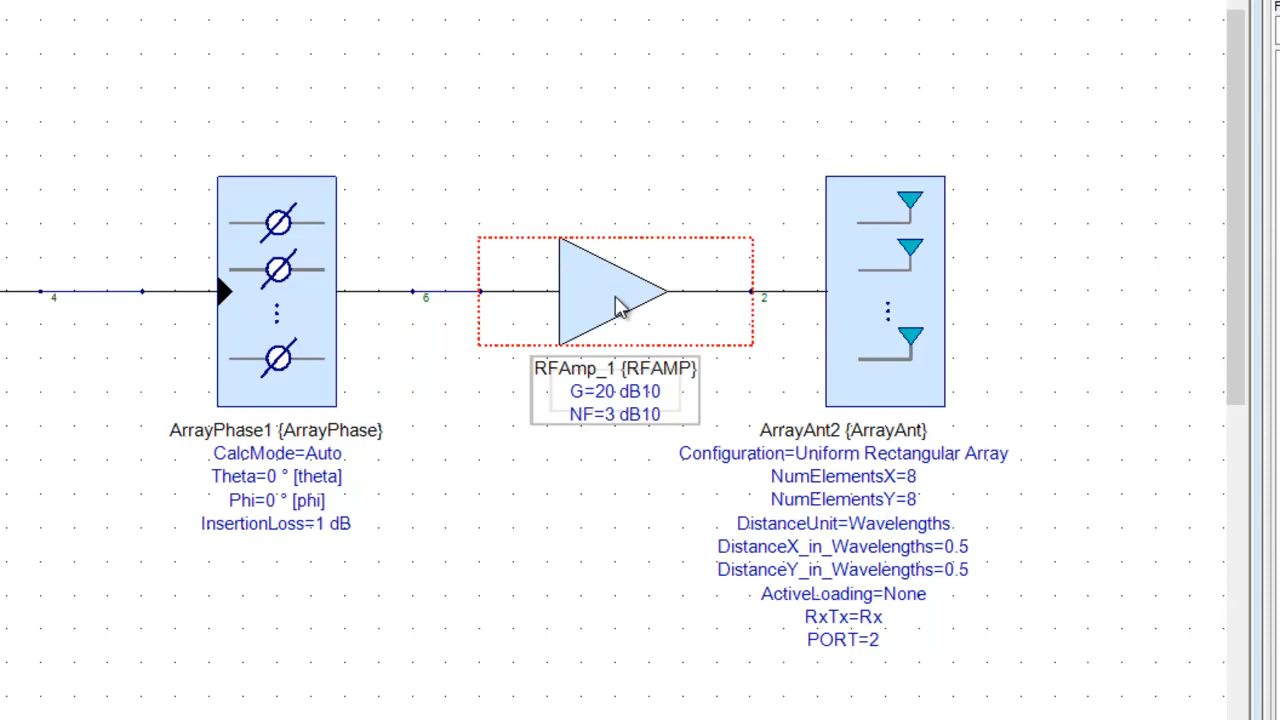 4
6
2
RFAmp_1 {RFAMP}
G=20 dB10
NF=3 dB10
ArrayPhase1 {ArrayPhase}
CalcMode=Auto
Theta=0 ° [theta]
Phi=0 ° [phi]
InsertionLoss=1 dB
ArrayAnt2 {ArrayAnt}
Configuration=Uniform Rectangular Array
NumElementsX=8
NumElementsY=8
DistanceUnit=Wavelengths
DistanceX_in_Wavelengths=0.5
DistanceY_in_Wavelengths=0.5
ActiveLoading=None
RxTx=Rx
PORT=2